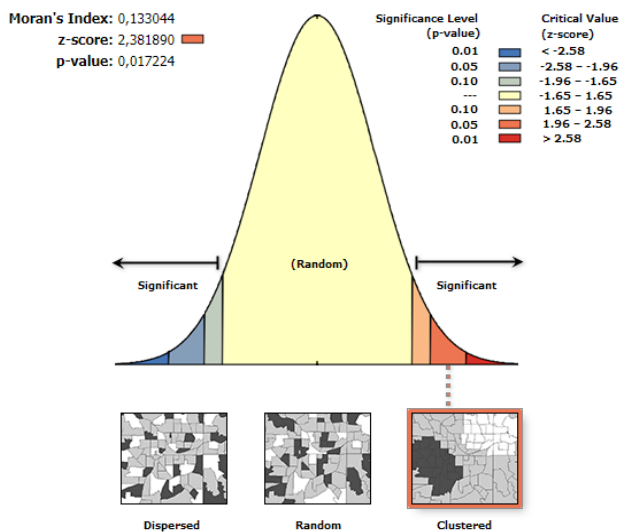 Moran's Index: 0,133044
z-score: 2,381890
p-value: 0,017224
Significance Level
(p-value)
Critical Value
(z-score)
0.01 < -2.58
0.05 -2.58 – -1.96
0.10 -1.96 – -1.65
--- -1.65 – 1.65
0.10 1.65 – 1.96
0.05 1.96 – 2.58
0.01 > 2.58
(Random)
Significant
Significant
Dispersed
Random
Clustered